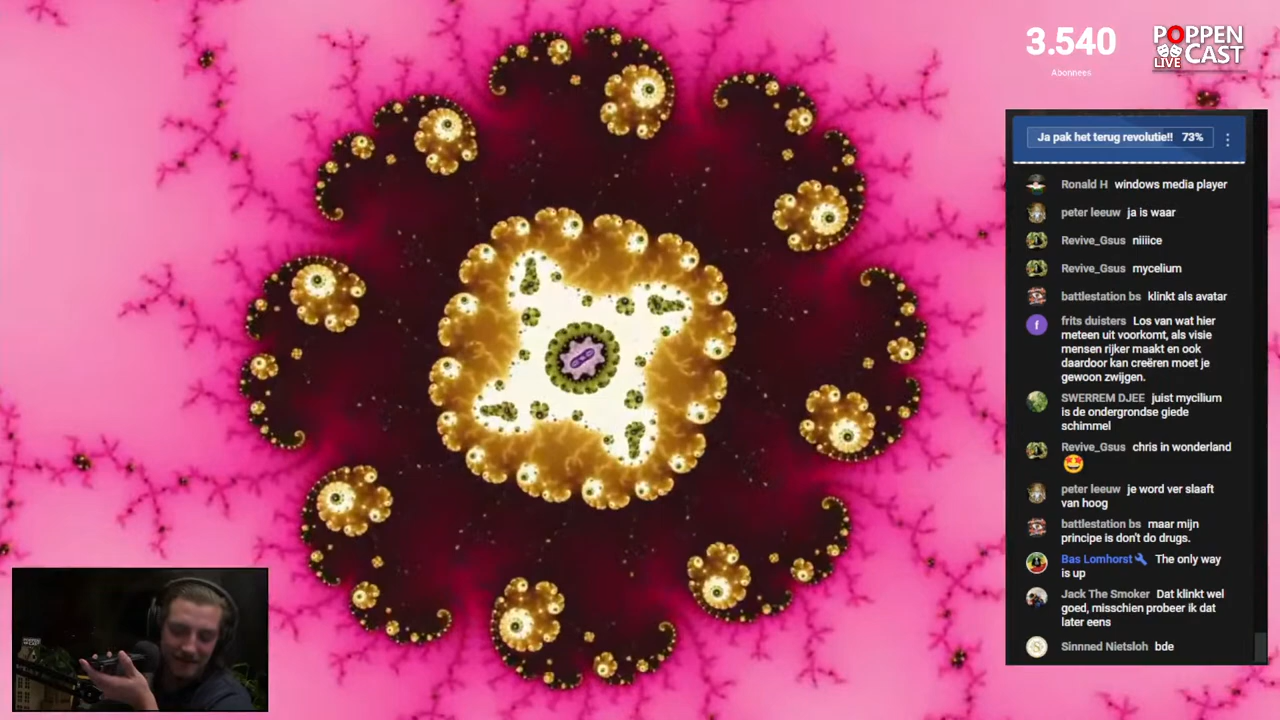 3.540
Abonnees
POPPEN
LIVE CAST
Ja pak het terug revolutie!! 73%
Ronald H windows media player
peter leeuw ja is waar
Revive_Gsus niiiice
Revive_Gsus mycelium
battlestation bs klinkt als avatar
f
frits duisters Los van wat hier
meteen uit voorkomt, als visie
mensen rijker maakt en ook
daardoor kan creëren moet je
gewoon zwijgen.
SWERREM DJEE juist mycilium
is de ondergrondse giede
schimmel
Revive_Gsus chris in wonderland
peter leeuw je word ver slaaft
van hoog
battlestation bs maar mijn
principe is don't do drugs.
Bas Lomhorst The only way
is up
Jack The Smoker Dat klinkt wel
goed, misschien probeer ik dat
later eens
Sinnned Nietsloh bde